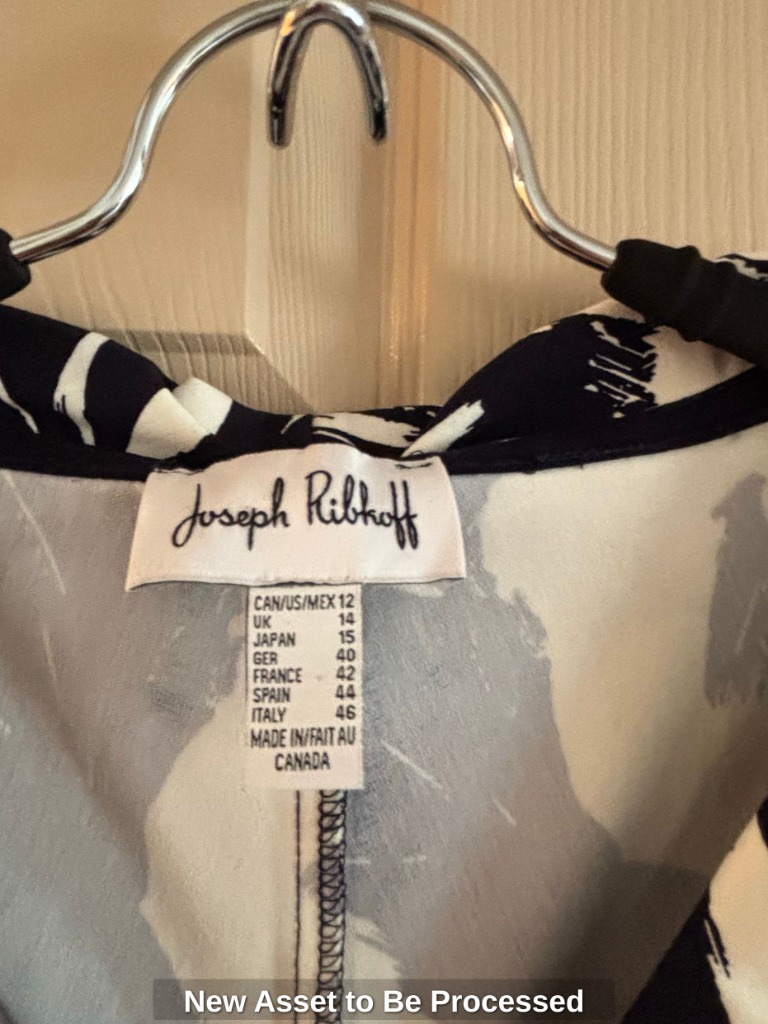 Joseph Ribkoff
CAN/US/MEX 12
UK 14
JAPAN 15
GER 40
FRANCE 42
SPAIN 44
ITALY 46
MADE IN/FAIT AU
CANADA
New Asset to Be Processed